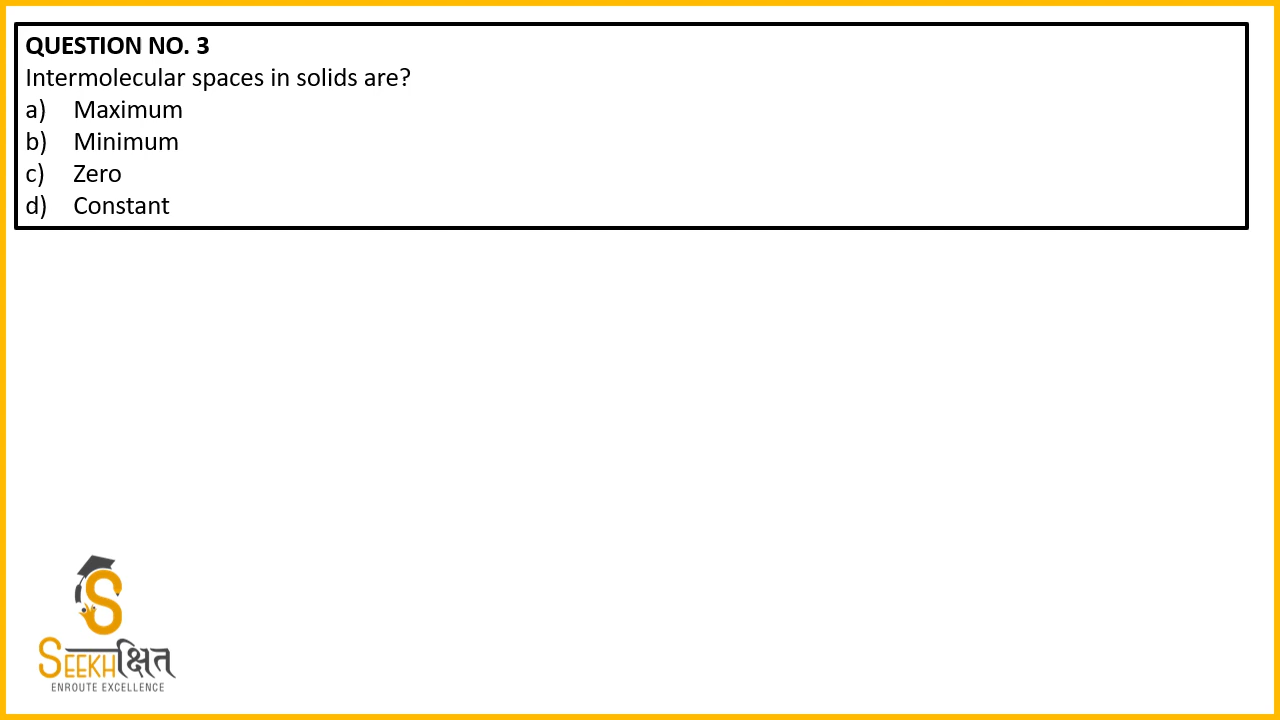 QUESTION NO. 3
Intermolecular spaces in solids are?
a) Maximum
b) Minimum
c) Zero
d) Constant
S
SEEKHक्षित
ENROUTE EXCELLENCE